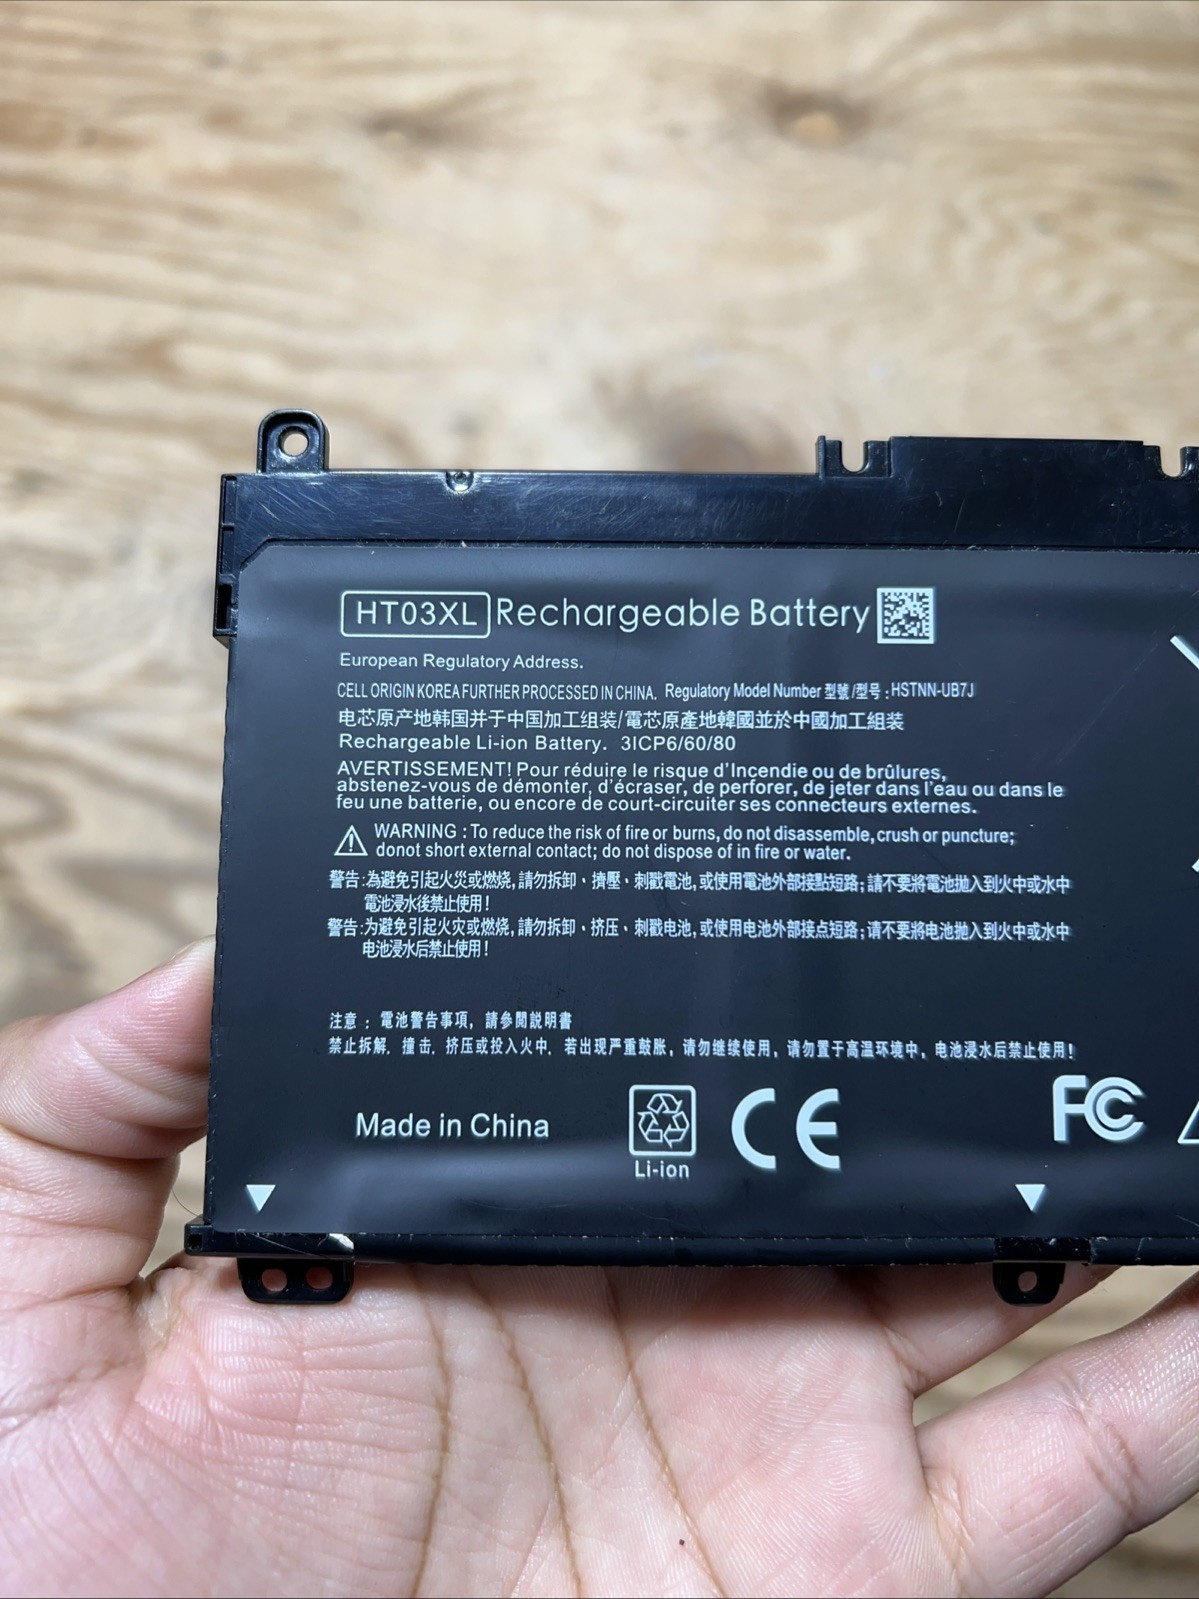 HT03XL Rechargeable Battery
European Regulatory Address.
CELL ORIGIN KOREA FURTHER PROCESSED IN CHINA. Regulatory Model Number 型號/型号：HSTNN-UB7J
电芯原产地韩国并于中国加工组装/電芯原產地韓國並於中國加工組装
Rechargeable Li-ion Battery. 3ICP6/60/80
AVERTISSEMENT! Pour réduire le risque d'Incendie ou de brûlures,
abstenez-vous de démonter, d'écraser, de perforer, de jeter dans l'eau ou dans le
feu une batterie, ou encore de court-circuiter ses connecteurs externes.
WARNING : To reduce the risk of fire or burns, do not disassemble, crush or puncture;
donot short external contact; do not dispose of in fire or water.
警告：為避免引起火災或燃烧，請勿拆卸、擠壓、刺戳電池，或使用電池外部接點短路；請不要將電池拋入到火中或水中
電池浸水後禁止使用！
警告：为避免引起火灾或燃烧，請勿拆卸、挤压、刺戳电池，或使用电池外部接点短路；请不要將电池抛入到火中或水中
电池浸水后禁止使用！
注意：電池警告事項，請參閱説明書
禁止拆解．撞击．挤压或投入火中．若出现严重鼓胀，请勿继续使用，请勿置于高温环境中，电池浸水后禁止使用！
Made in China
Li-ion
CE
FC